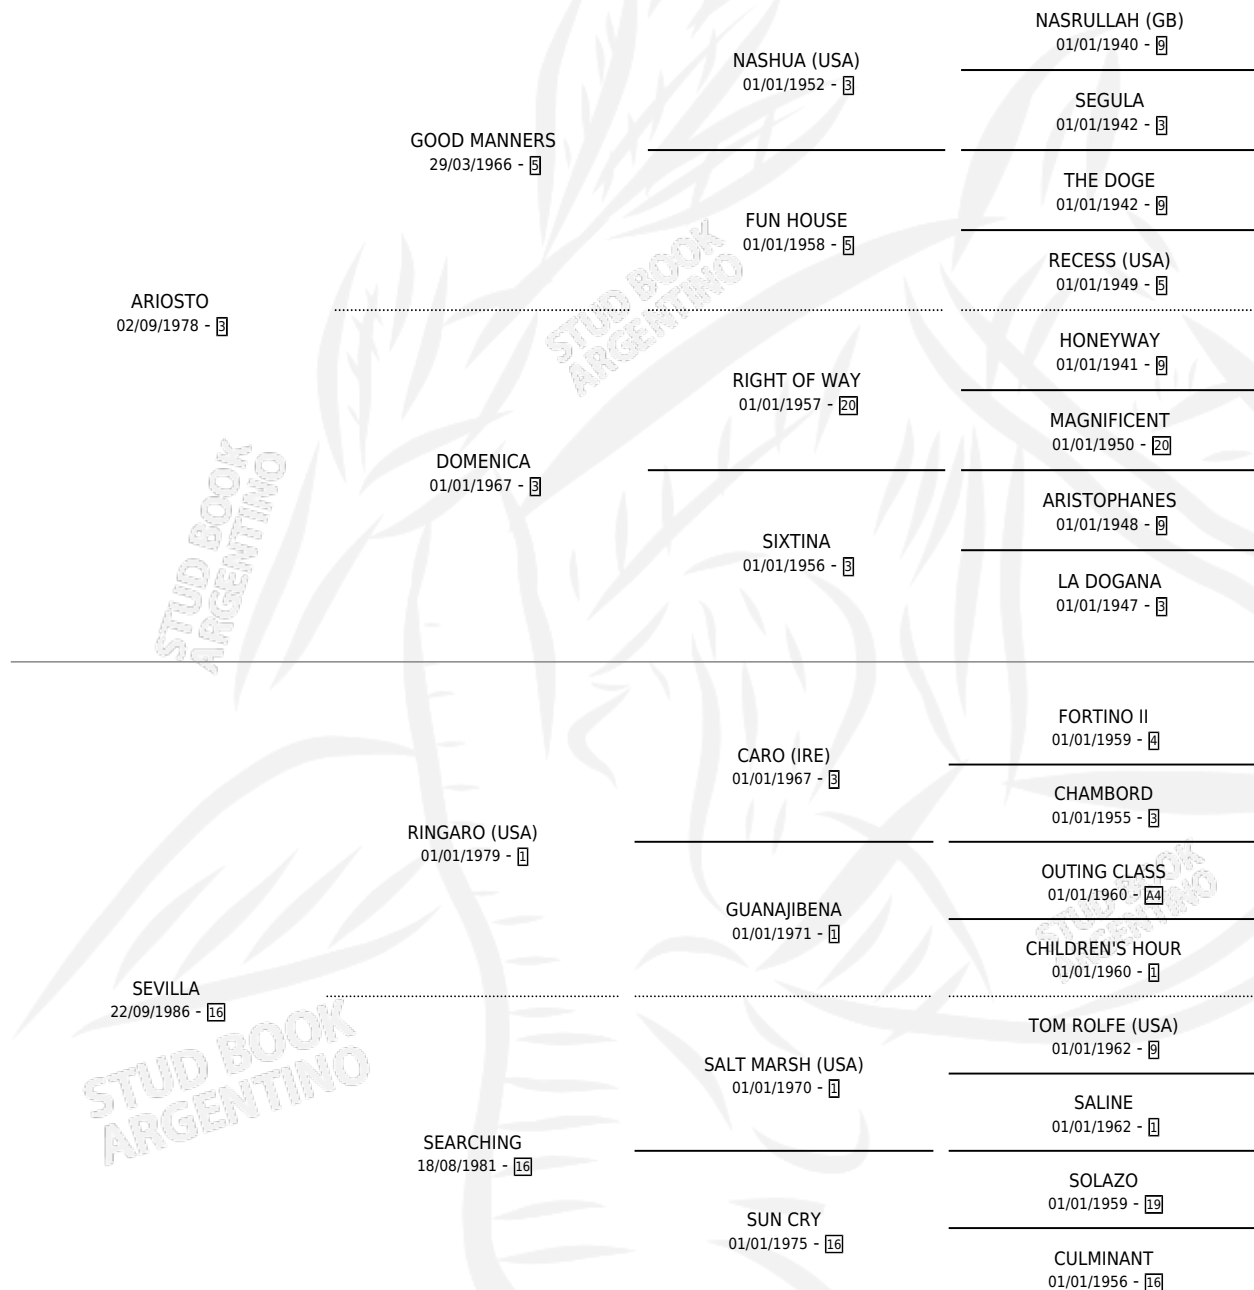 NASRULLAH (GB)
01/01/1940 - 9
NASHUA (USA)
01/01/1952 - 3
SEGULA
01/01/1942 - 3
GOOD MANNERS
29/03/1966 - 5
THE DOGE
01/01/1942 - 9
FUN HOUSE
01/01/1958 - 5
RECESS (USA)
01/01/1949 - 5
ARIOSTO
02/09/1978 - 3
HONEYWAY
01/01/1941 - 9
RIGHT OF WAY
01/01/1957 - 20
MAGNIFICENT
01/01/1950 - 20
DOMENICA
01/01/1967 - 3
ARISTOPHANES
01/01/1948 - 9
SIXTINA
01/01/1956 - 3
LA DOGANA
01/01/1947 - 3
FORTINO II
01/01/1959 - 4
CARO (IRE)
01/01/1967 - 3
CHAMBORD
01/01/1955 - 3
RINGARO (USA)
01/01/1979 - 1
OUTING CLASS
01/01/1960 - A4
GUANAJIBENA
01/01/1971 - 1
CHILDREN'S HOUR
01/01/1960 - 1
SEVILLA
22/09/1986 - 16
TOM ROLFE (USA)
01/01/1962 - 9
SALT MARSH (USA)
01/01/1970 - 1
SALINE
01/01/1962 - 1
SEARCHING
18/08/1981 - 16
SOLAZO
01/01/1959 - 19
SUN CRY
01/01/1975 - 16
CULMINANT
01/01/1956 - 16
STUD BOOK
ARGENTINO
STUD BOOK
ARGENTINO
STUD BOOK
ARGENTINO
STUD BOOK
ARGENTINO